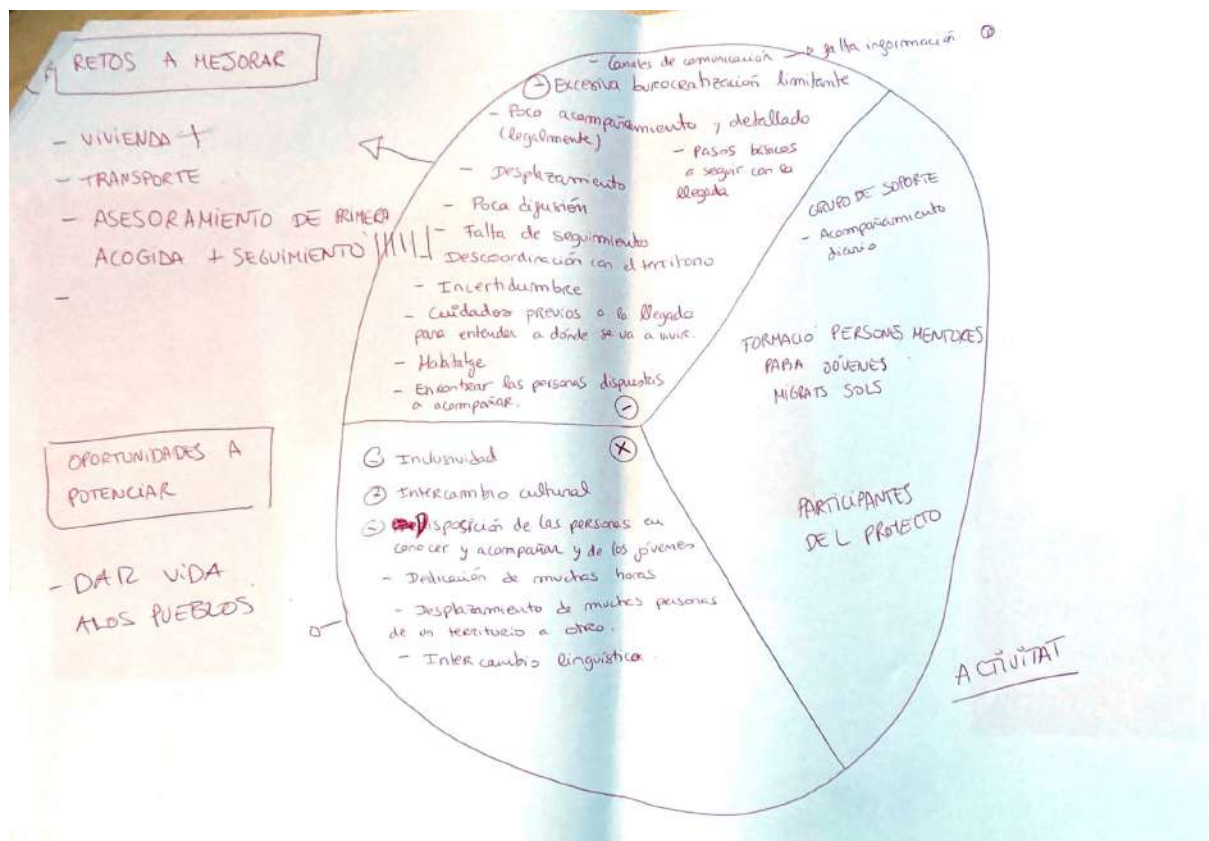 RETOS A MEJORAR
- VIVIENDA +
- TRANSPORTE
- ASESORAMIENTO DE PRIMERA
ACOGIDA + SEGUIMIENTO
-
OPORTUNIDADES A
POTENCIAR
- DAR VIDA
A LOS PUEBLOS
- Canales de comunicación → falta información
- Excesiva burocratización limitante
- Poco acompañamiento y detallado
(legalmente)
- Pasos básicos
a seguir con la
llegada
- Desplazamiento
- Poca difusión
- Falta de seguimiento
Descoordinación con el territorio
- Incertidumbre
- Cuidados previos a la llegada
para entender a dónde se va a vivir.
- Habitatge
- Encontrar las personas dispuestas
a acompañar.
-
x
Inclusividad
Intercambio cultural
Disposición de las personas en
conocer y acompañar y de los jóvenes
- Dedicación de muchas horas
- Desplazamiento de muchas personas
de un territorio a otro.
- Intercambio lingüística.
GRUPO DE SOPORTE
- Acompañamiento
diario
FORMACIÓ PERSONES MENTORES
PARA JÓVENES
MIGRATS SOLS
PARTICIPANTES
DEL PROYECTO
ACTIVITAT